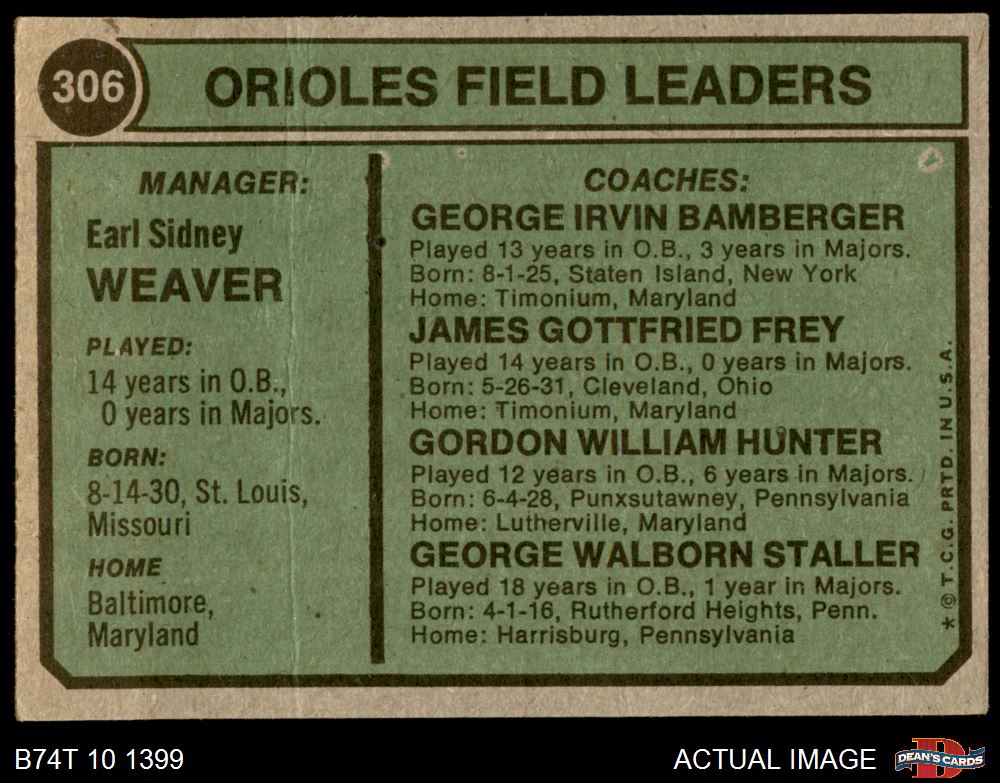 306
ORIOLES FIELD LEADERS
MANAGER:
Earl Sidney
WEAVER
PLAYED:
14 years in O.B.,
0 years in Majors.
BORN:
8-14-30, St. Louis,
Missouri
HOME
Baltimore,
Maryland
COACHES:
GEORGE IRVIN BAMBERGER
Played 13 years in O.B., 3 years in Majors.
Born: 8-1-25, Staten Island, New York
Home: Timonium, Maryland
JAMES GOTTFRIED FREY
Played 14 years in O.B., 0 years in Majors.
Born: 5-26-31, Cleveland, Ohio
Home: Timonium, Maryland
GORDON WILLIAM HUNTER
Played 12 years in O.B., 6 years in Majors.
Born: 6-4-28, Punxsutawney, Pennsylvania
Home: Lutherville, Maryland
GEORGE WALBORN STALLER
Played 18 years in O.B., 1 year in Majors.
Born: 4-1-16, Rutherford Heights, Penn.
Home: Harrisburg, Pennsylvania
* © T.C.G. PRTD. IN U.S.A.
B74T 10 1399
ACTUAL IMAGE
D
DEAN'S CARDS